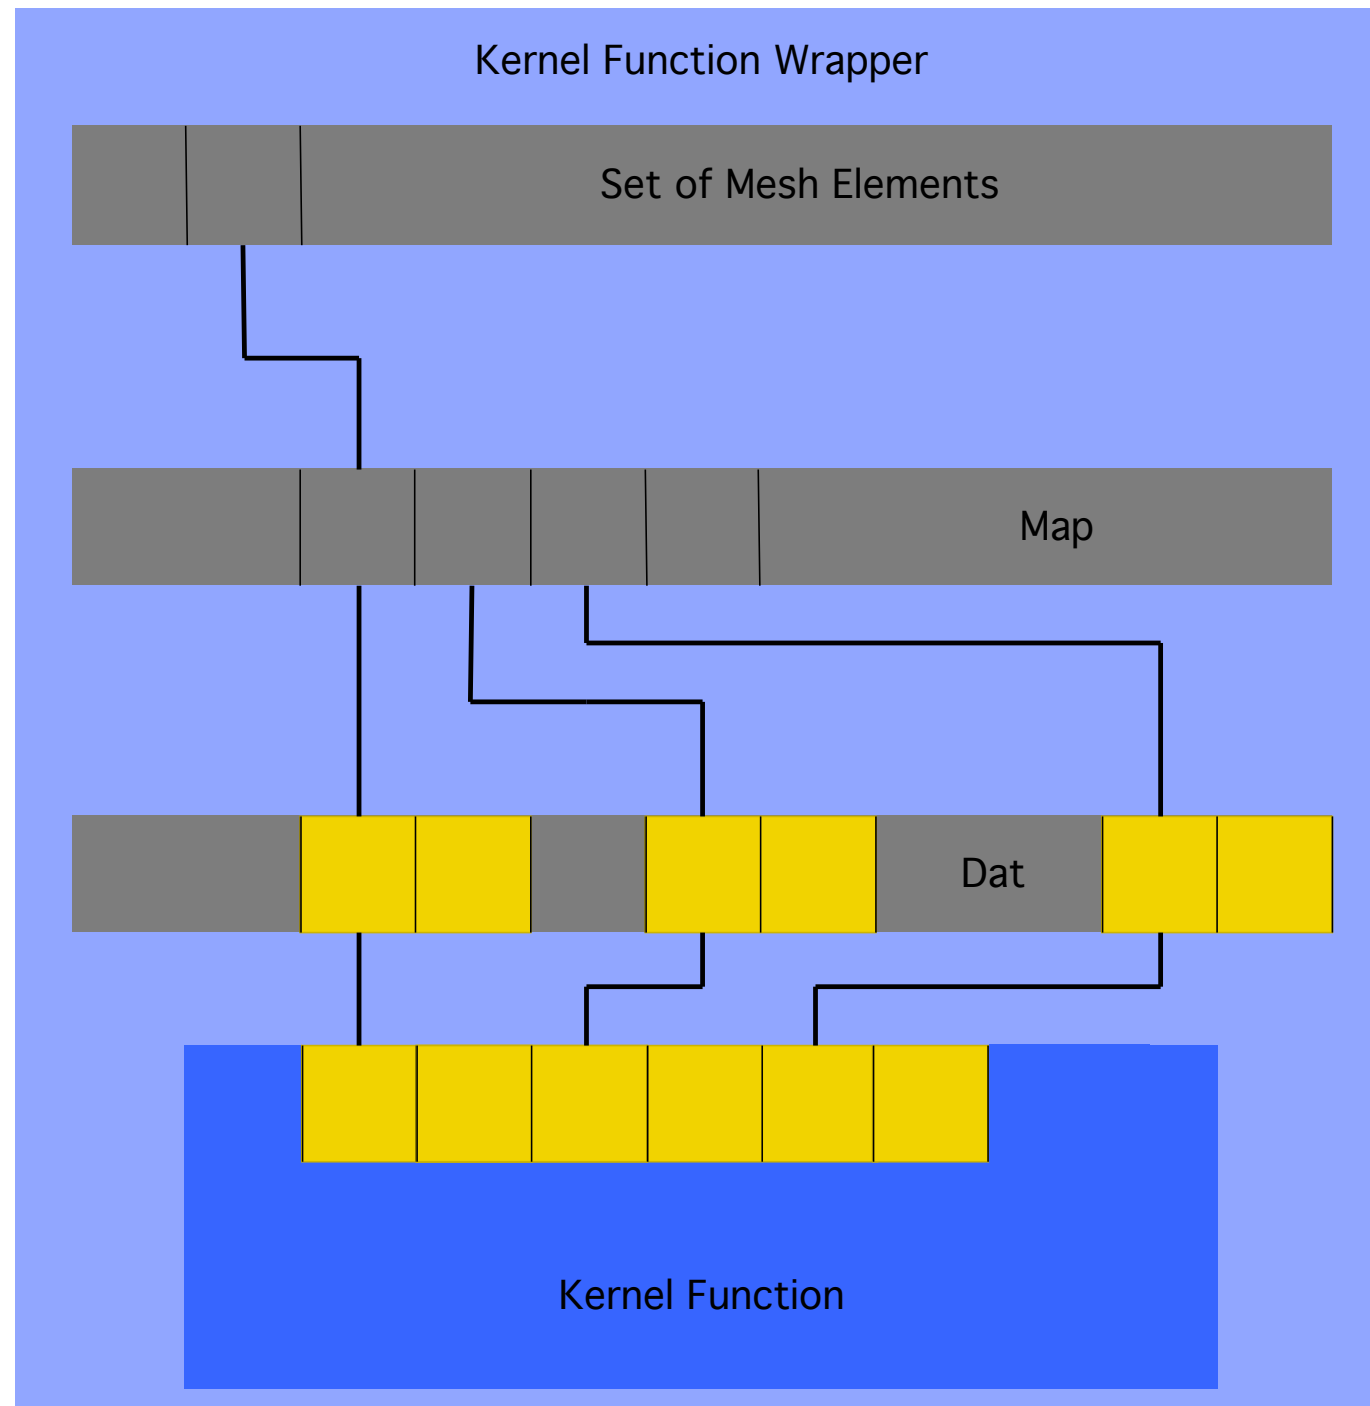 Kernel Function Wrapper
Set of Mesh Elements
Map
Dat
Kernel Function